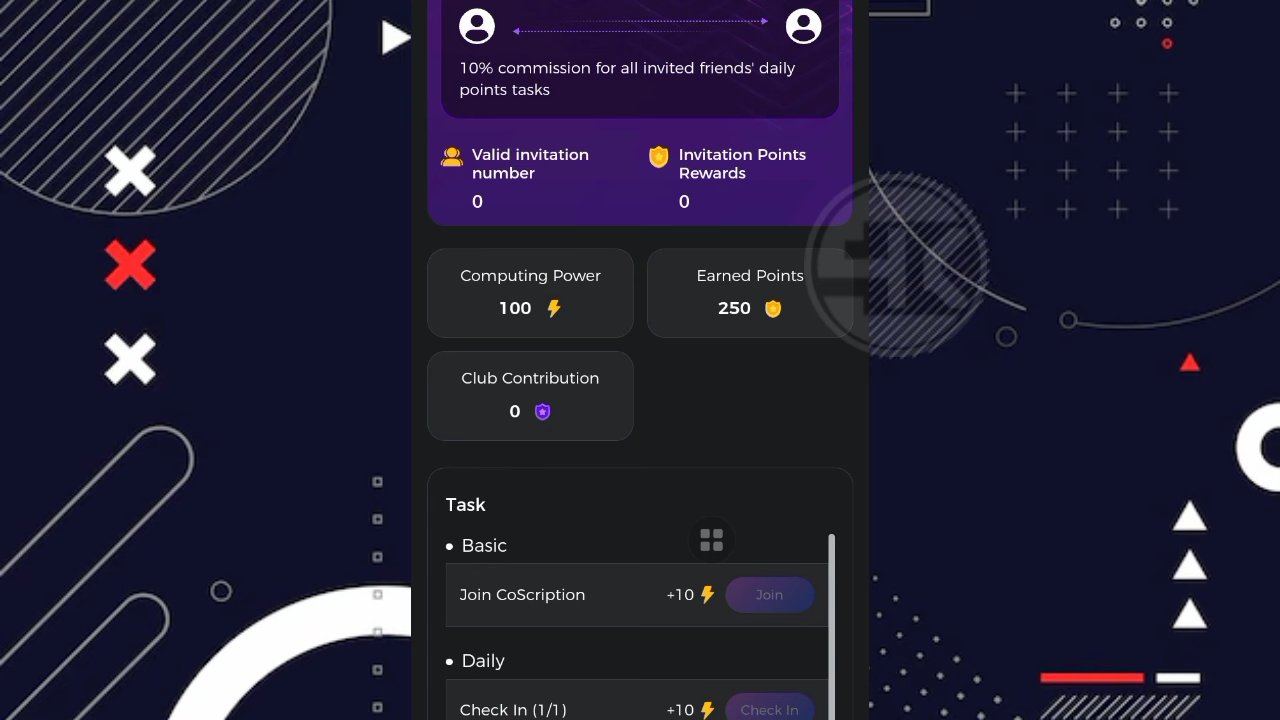 10% commission for all invited friends' daily
points tasks
Valid invitation
number
0
Invitation Points
Rewards
0
Computing Power
100
Earned Points
250
Club Contribution
0
Task
Basic
Join CoScription
+10
Join
Daily
Check In (1/1)
+10
Check In